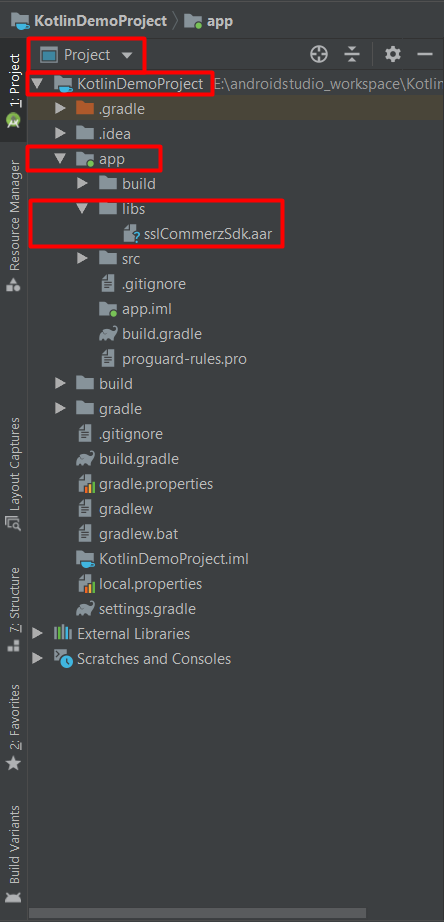 KotlinDemoProject app
Project
KotlinDemoProject E:\androidstudio_workspace\Kotlin
.gradle
.idea
app
build
libs
sslCommerzSdk.aar
src
.gitignore
app.iml
build.gradle
proguard-rules.pro
build
gradle
.gitignore
build.gradle
gradle.properties
gradlew
gradlew.bat
KotlinDemoProject.iml
local.properties
settings.gradle
External Libraries
Scratches and Consoles
1: Project
Resource Manager
Layout Captures
7: Structure
2: Favorites
Build Variants